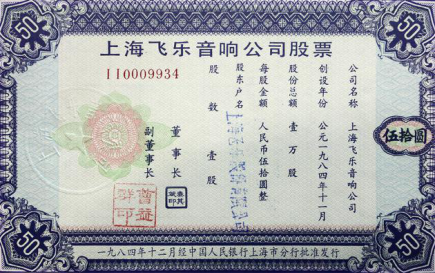 50
50
上海飞乐音响公司股票
II0009934
公司名称 上海飞乐音响公司
创设年份 公元一九八四年十一月
股份总额 壹万股
每股金额 人民币伍拾圆整
股东户名
股数 壹股
董事长
副董事长
伍拾圆
50
50
一九八四年十二月经中国人民银行上海市分行批准发行